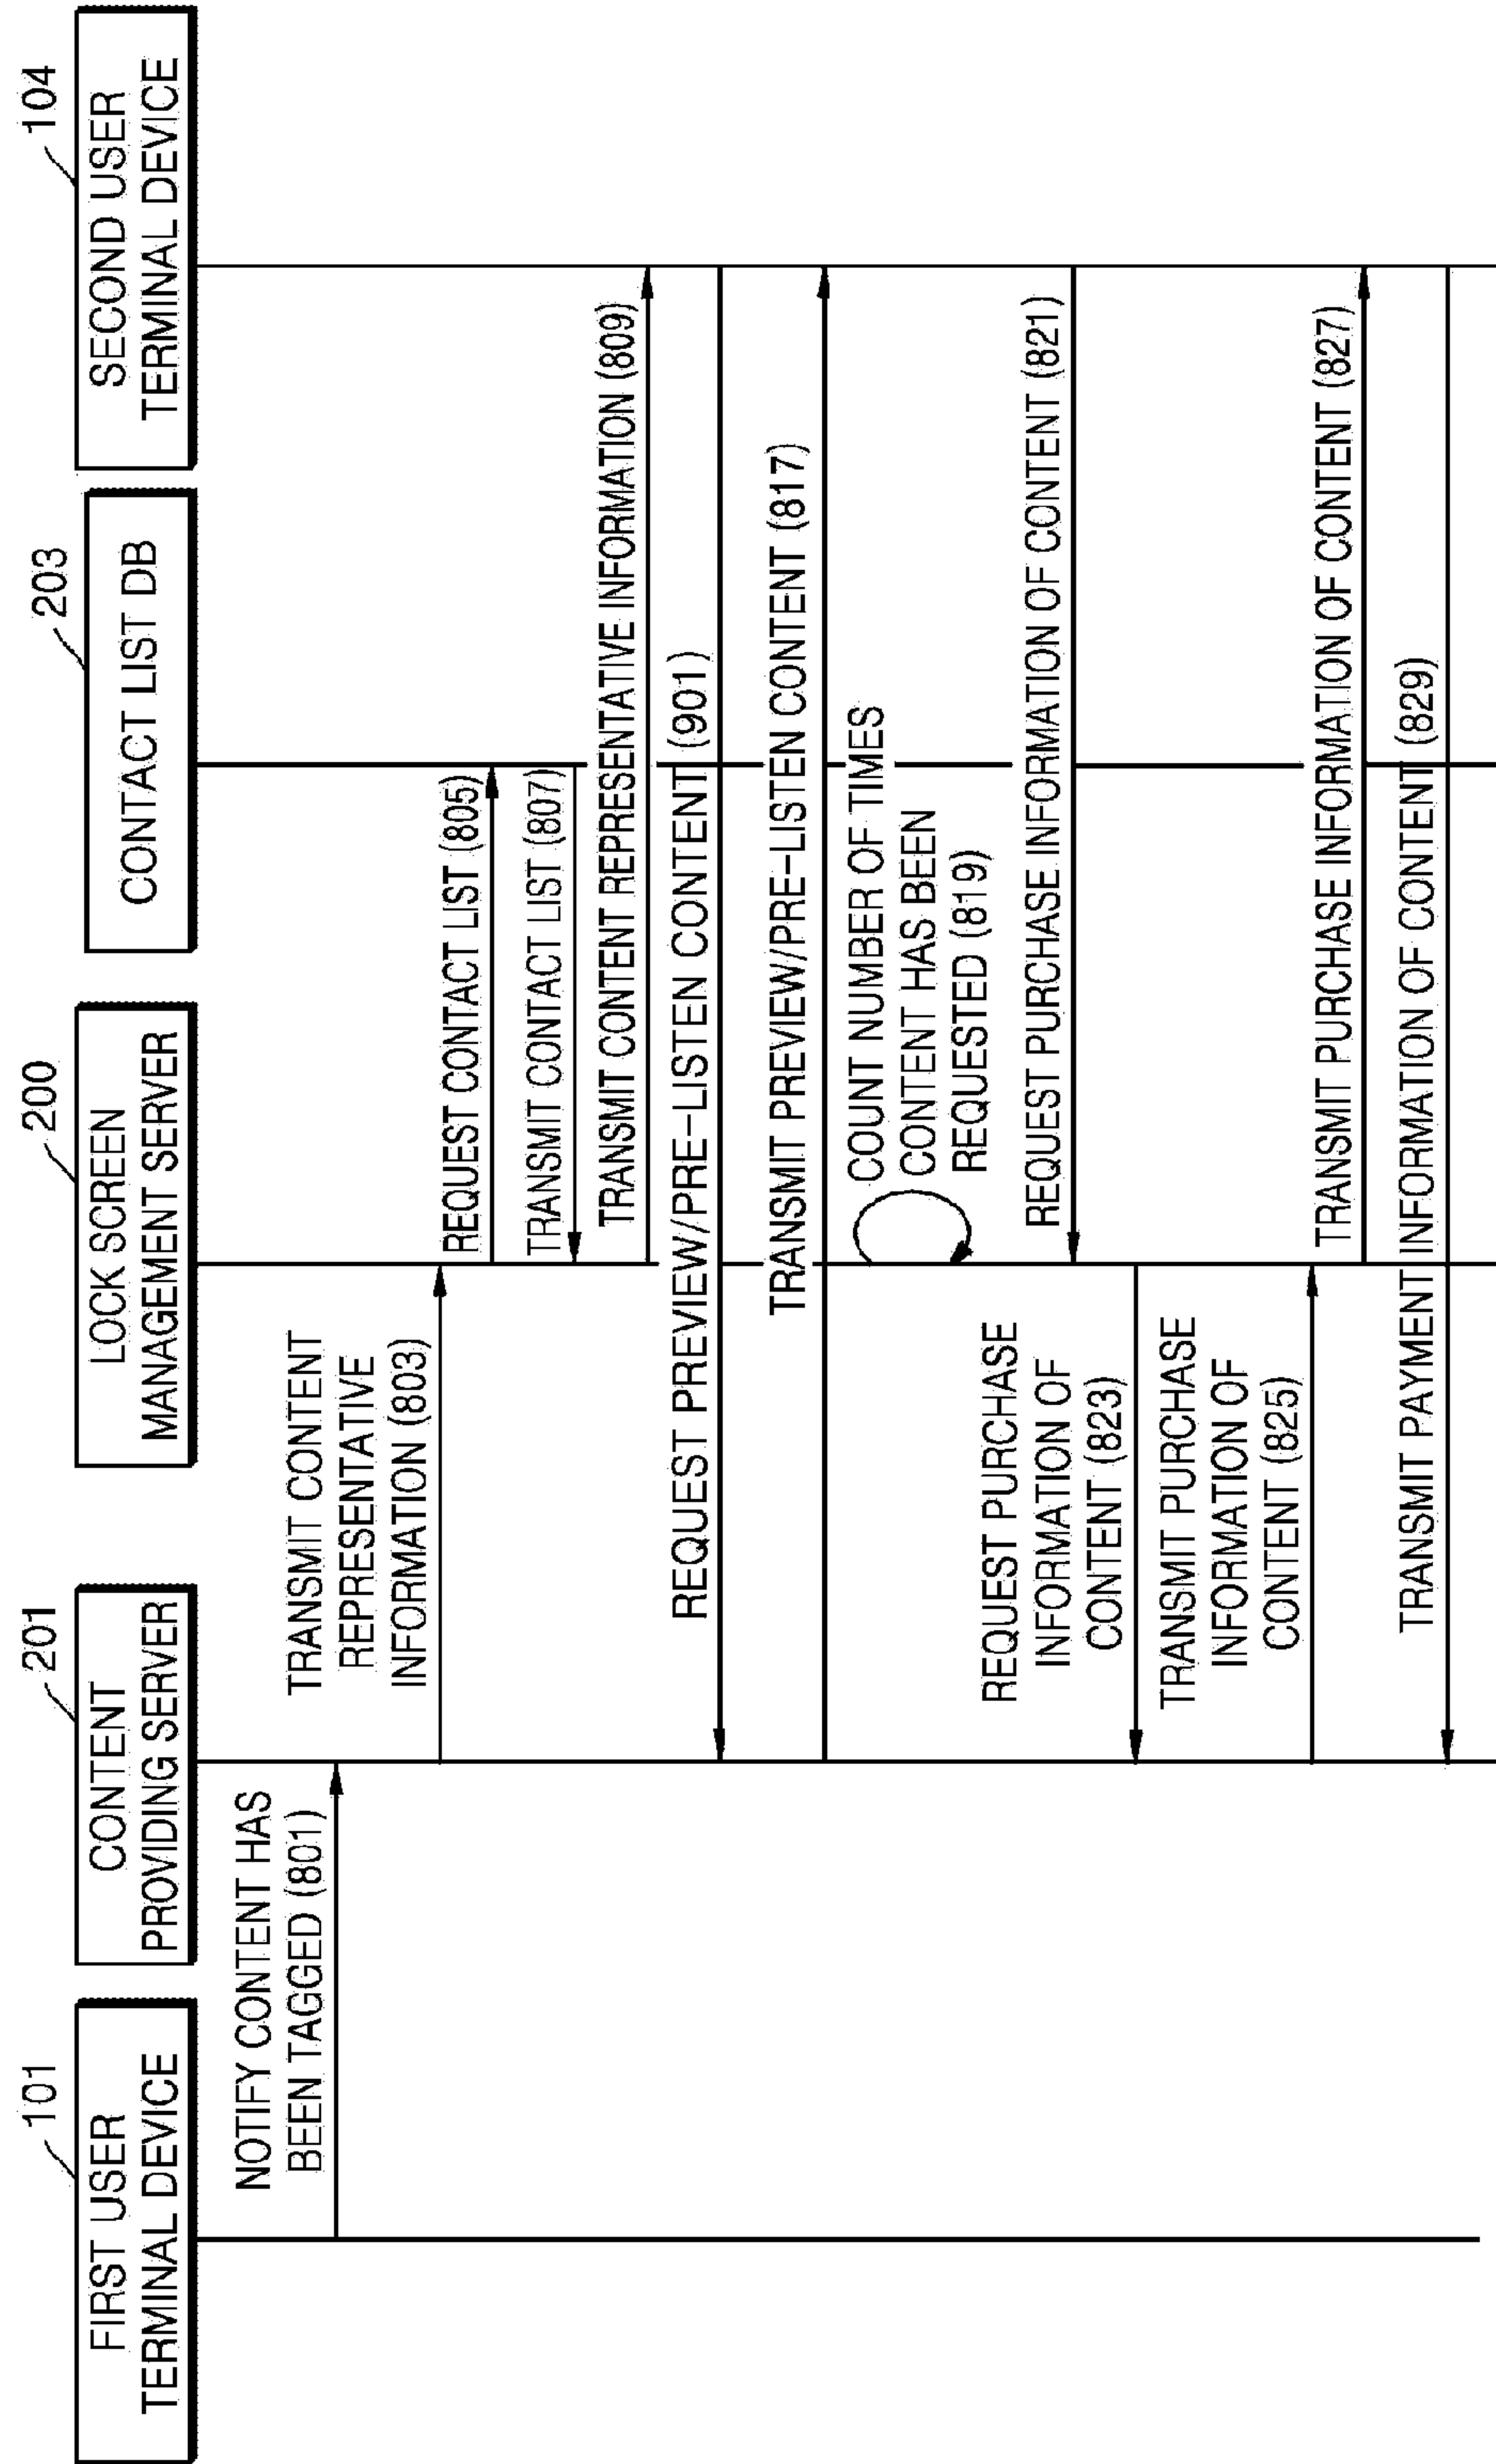 101
FIRST USER
TERMINAL DEVICE
201
CONTENT
PROVIDING SERVER
200
LOCK SCREEN
MANAGEMENT SERVER
203
CONTACT LIST DB
104
SECOND USER
TERMINAL DEVICE
NOTIFY CONTENT HAS
BEEN TAGGED (801)
TRANSMIT CONTENT
REPRESENTATIVE
INFORMATION (803)
REQUEST CONTACT LIST (805)
TRANSMIT CONTACT LIST (807)
TRANSMIT CONTENT REPRESENTATIVE INFORMATION (809)
REQUEST PREVIEW/PRE-LISTEN CONTENT (901)
TRANSMIT PREVIEW/PRE-LISTEN CONTENT (817)
COUNT NUMBER OF TIMES
CONTENT HAS BEEN
REQUESTED (819)
REQUEST PURCHASE INFORMATION OF CONTENT (821)
REQUEST PURCHASE
INFORMATION OF
CONTENT (823)
TRANSMIT PURCHASE
INFORMATION OF
CONTENT (825)
TRANSMIT PURCHASE INFORMATION OF CONTENT (827)
TRANSMIT PAYMENT INFORMATION OF CONTENT (829)